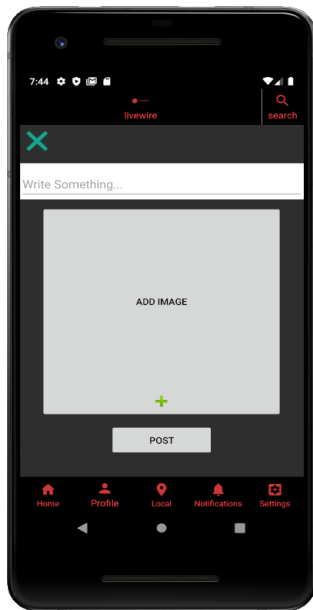 7:44
livewire
search
Write Something...
ADD IMAGE
POST
Home Profile Local Notifications Settings